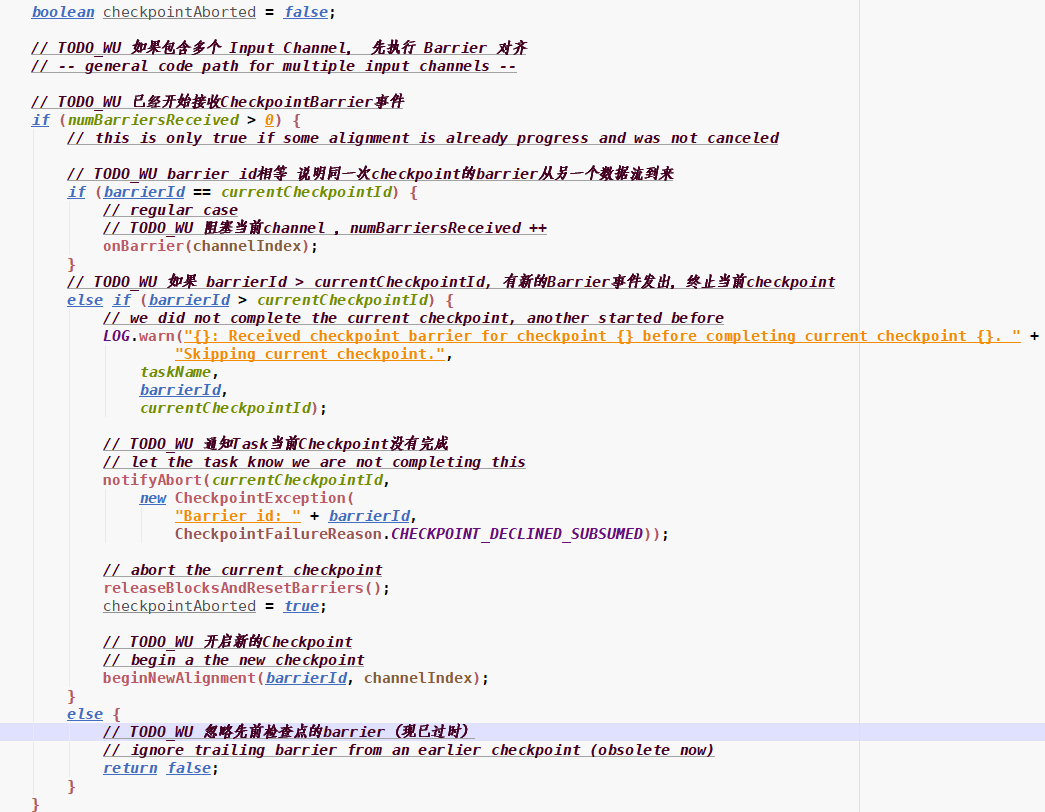 boolean checkpointAborted = false;
// TODO_WU 如果包含多个 Input Channel, 先执行 Barrier 对齐
// -- general code path for multiple input channels --
// TODO_WU 已经开始接收CheckpointBarrier事件
if (numBarriersReceived > 0) {
// this is only true if some alignment is already progress and was not canceled
// TODO_WU barrier id相等 说明同一次checkpoint的barrier从另一个数据流到来
if (barrierId == currentCheckpointId) {
// regular case
// TODO_WU 阻塞当前channel , numBarriersReceived ++
onBarrier(channelIndex);
}
// TODO_WU 如果 barrierId > currentCheckpointId, 有新的Barrier事件发出, 终止当前checkpoint
else if (barrierId > currentCheckpointId) {
// we did not complete the current checkpoint, another started before
LOG.warn("{}: Received checkpoint barrier for checkpoint {} before completing current checkpoint {}. " +
"Skipping current checkpoint.",
taskName,
barrierId,
currentCheckpointId);
// TODO_WU 通知Task当前Checkpoint没有完成
// let the task know we are not completing this
notifyAbort(currentCheckpointId,
new CheckpointException(
"Barrier id: " + barrierId,
CheckpointFailureReason.CHECKPOINT_DECLINED_SUBSUMED));
// abort the current checkpoint
releaseBlocksAndResetBarriers();
checkpointAborted = true;
// TODO_WU 开启新的Checkpoint
// begin a the new checkpoint
beginNewAlignment(barrierId, channelIndex);
}
else {
// TODO_WU 忽略先前检查点的barrier（现已过时）
// ignore trailing barrier from an earlier checkpoint (obsolete now)
return false;
}
}